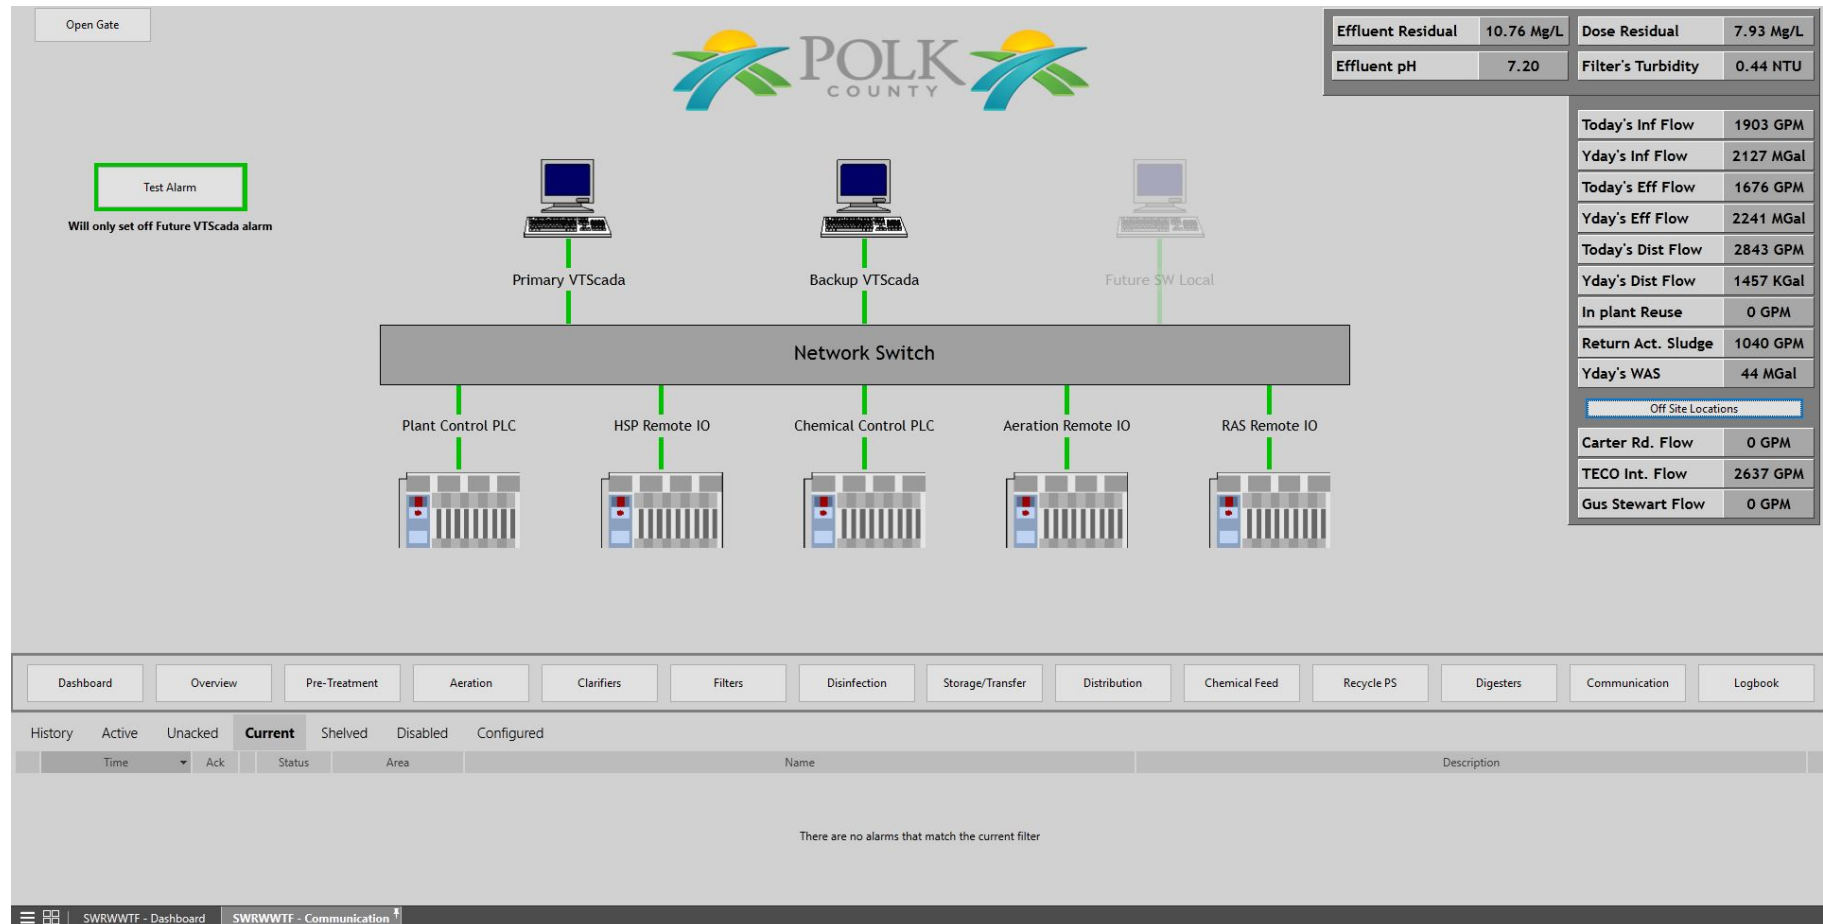 Open Gate
POLK
COUNTY
Effluent Residual 10.76 Mg/L Dose Residual 7.93 Mg/L
Effluent pH 7.20 Filter's Turbidity 0.44 NTU
Today's Inf Flow 1903 GPM
Yday's Inf Flow 2127 MGal
Today's Eff Flow 1676 GPM
Yday's Eff Flow 2241 MGal
Today's Dist Flow 2843 GPM
Yday's Dist Flow 1457 KGal
In plant Reuse 0 GPM
Return Act. Sludge 1040 GPM
Yday's WAS 44 MGal
Off Site Locations
Carter Rd. Flow 0 GPM
TECO Int. Flow 2637 GPM
Gus Stewart Flow 0 GPM
Test Alarm
Will only set off Future VTScada alarm
Primary VTScada Backup VTScada Future SW Local
Network Switch
Plant Control PLC HSP Remote IO Chemical Control PLC Aeration Remote IO RAS Remote IO
Dashboard Overview Pre-Treatment Aeration Clarifiers Filters Disinfection Storage/Transfer Distribution Chemical Feed Recycle PS Digesters Communication Logbook
History Active Unacked Current Shelved Disabled Configured
Time Ack Status Area Name Description
There are no alarms that match the current filter
SWRWWTF - Dashboard SWRWWTF - Communication